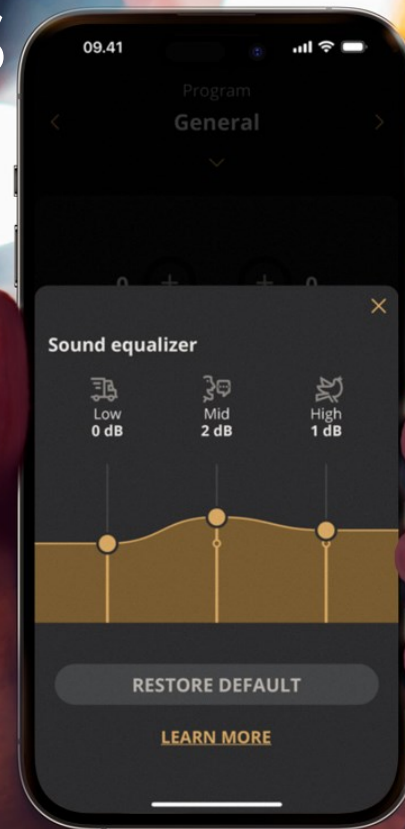 09.41
Program
General
Sound equalizer
Low
0 dB
Mid
2 dB
High
1 dB
RESTORE DEFAULT
LEARN MORE